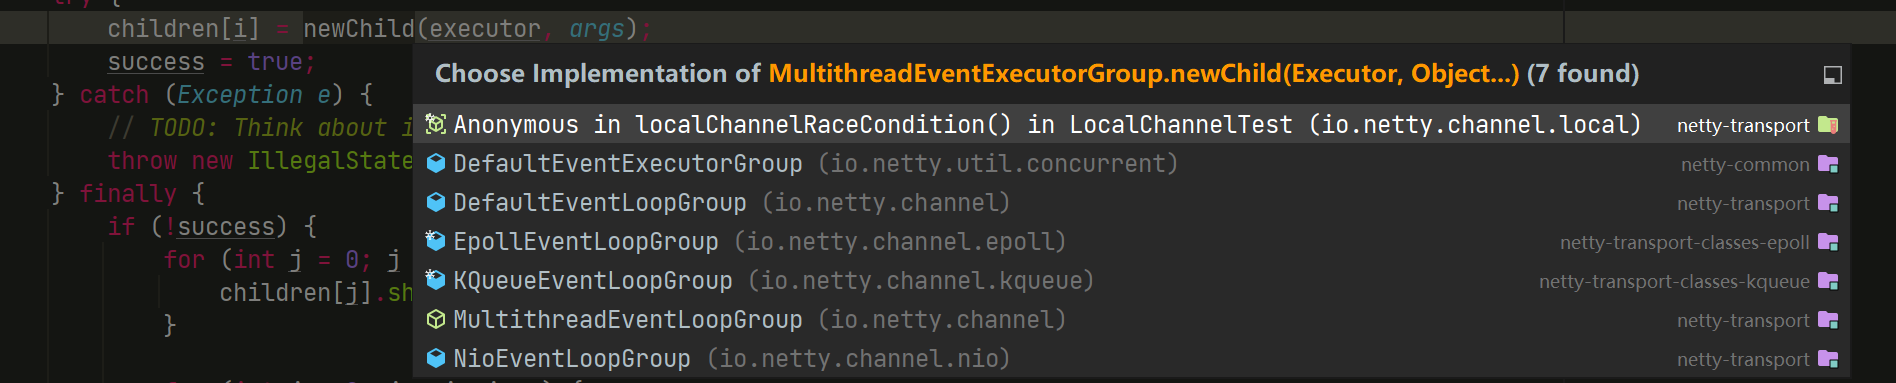 try {
children[i] = newChild(executor, args);
success = true;
Choose Implementation of MultithreadEventExecutorGroup.newChild(Executor, Object...) (7 found)
} catch (Exception e) {
// TODO: Think about i
Anonymous in localChannelRaceCondition() in LocalChannelTest (io.netty.channel.local) netty-transport
throw new IllegalState
DefaultEventExecutorGroup (io.netty.util.concurrent) netty-common
} finally {
DefaultEventLoopGroup (io.netty.channel) netty-transport
if (!success) {
EpollEventLoopGroup (io.netty.channel.epoll) netty-transport-classes-epoll
for (int j = 0; j
KQueueEventLoopGroup (io.netty.channel.kqueue) netty-transport-classes-kqueue
children[j].sh
MultithreadEventLoopGroup (io.netty.channel) netty-transport
}
NioEventLoopGroup (io.netty.channel.nio) netty-transport